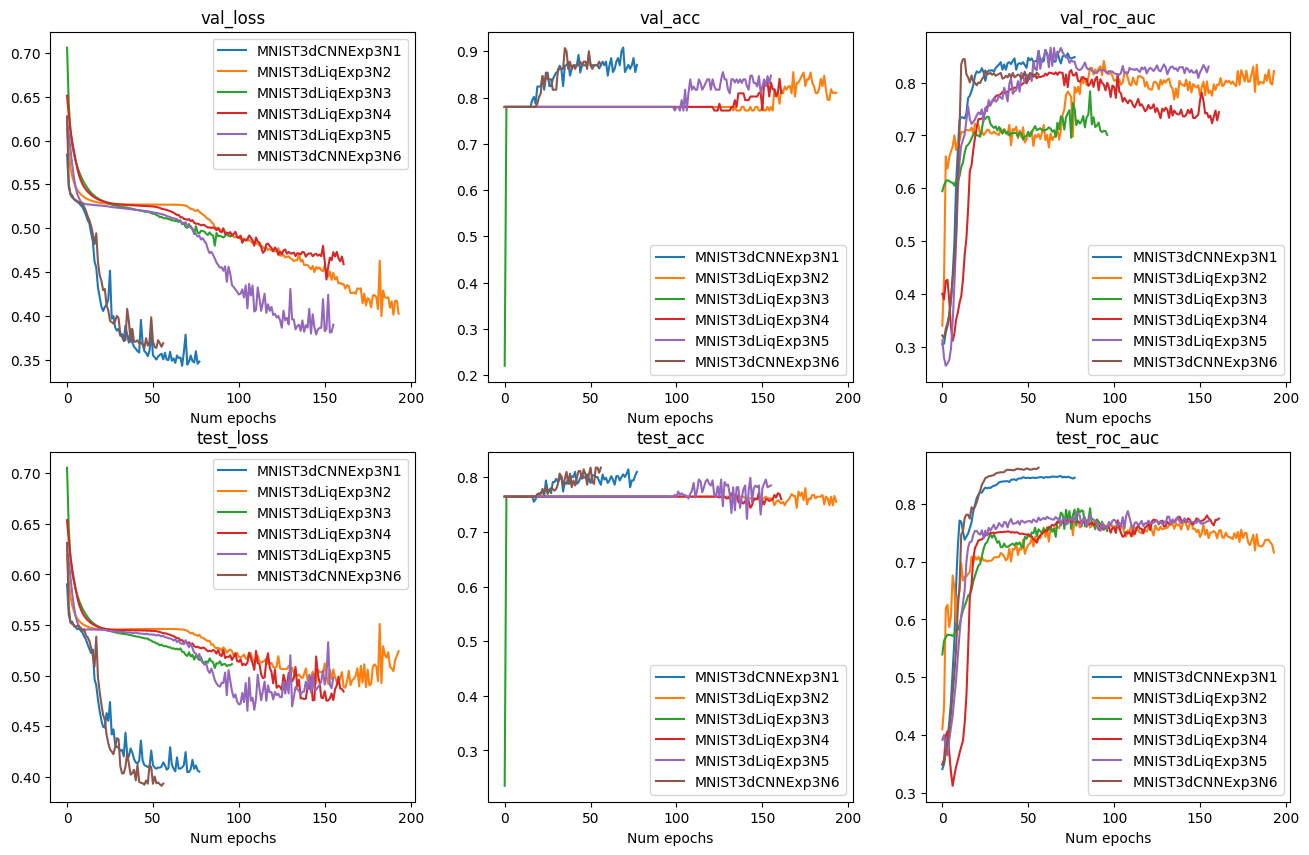 val_loss
0.70
0.65
0.60
0.55
0.50
0.45
0.40
0.35
0
50
100
150
200
Num epochs
MNIST3dCNNExp3N1
MNIST3dLiqExp3N2
MNIST3dLiqExp3N3
MNIST3dLiqExp3N4
MNIST3dLiqExp3N5
MNIST3dCNNExp3N6
val_acc
0.9
0.8
0.7
0.6
0.5
0.4
0.3
0.2
0
50
100
150
200
Num epochs
MNIST3dCNNExp3N1
MNIST3dLiqExp3N2
MNIST3dLiqExp3N3
MNIST3dLiqExp3N4
MNIST3dLiqExp3N5
MNIST3dCNNExp3N6
val_roc_auc
0.8
0.7
0.6
0.5
0.4
0.3
0
50
100
150
200
Num epochs
MNIST3dCNNExp3N1
MNIST3dLiqExp3N2
MNIST3dLiqExp3N3
MNIST3dLiqExp3N4
MNIST3dLiqExp3N5
MNIST3dCNNExp3N6
test_loss
0.70
0.65
0.60
0.55
0.50
0.45
0.40
0
50
100
150
200
Num epochs
MNIST3dCNNExp3N1
MNIST3dLiqExp3N2
MNIST3dLiqExp3N3
MNIST3dLiqExp3N4
MNIST3dLiqExp3N5
MNIST3dCNNExp3N6
test_acc
0.8
0.7
0.6
0.5
0.4
0.3
0
50
100
150
200
Num epochs
MNIST3dCNNExp3N1
MNIST3dLiqExp3N2
MNIST3dLiqExp3N3
MNIST3dLiqExp3N4
MNIST3dLiqExp3N5
MNIST3dCNNExp3N6
test_roc_auc
0.8
0.7
0.6
0.5
0.4
0.3
0
50
100
150
200
Num epochs
MNIST3dCNNExp3N1
MNIST3dLiqExp3N2
MNIST3dLiqExp3N3
MNIST3dLiqExp3N4
MNIST3dLiqExp3N5
MNIST3dCNNExp3N6